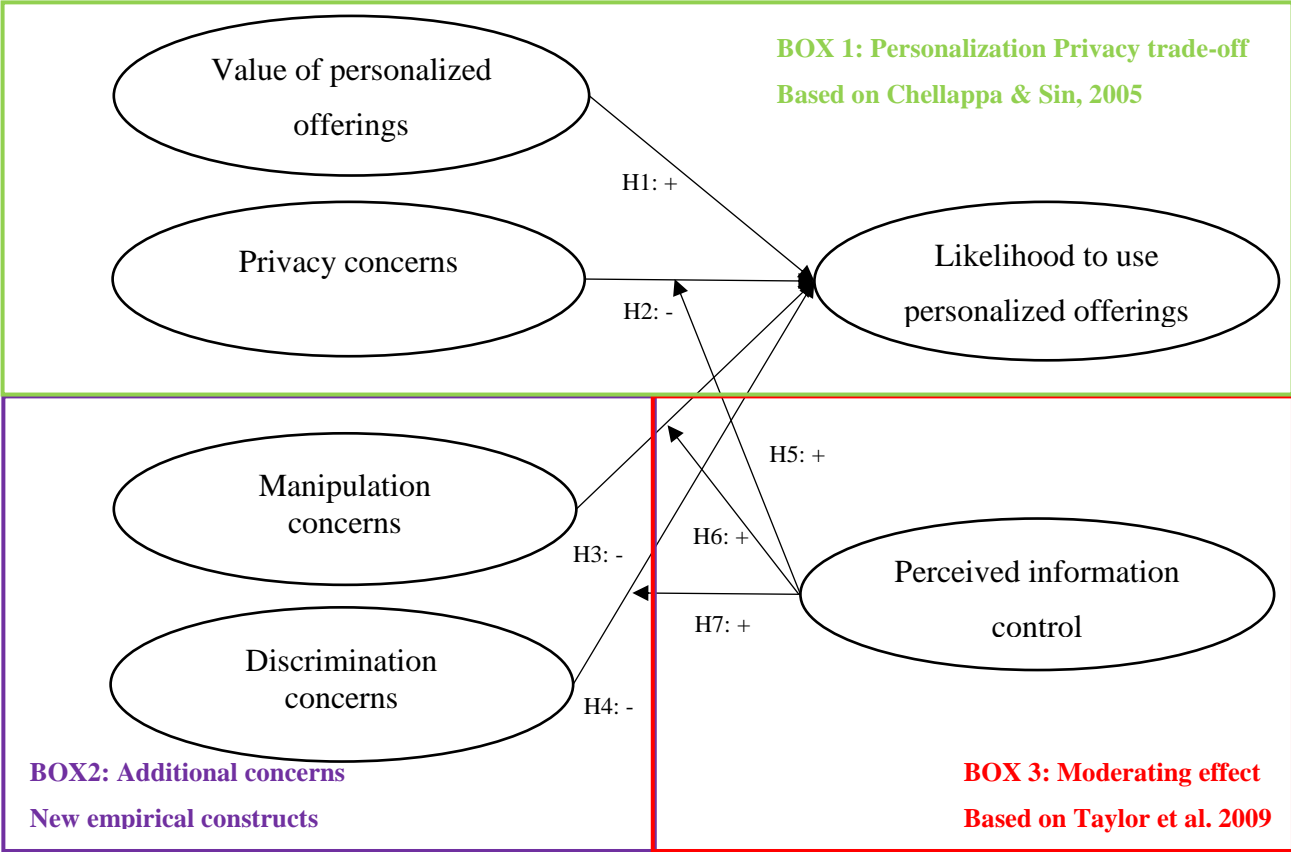 BOX 1: Personalization Privacy trade-off
Based on Chellappa & Sin, 2005
Value of personalized
offerings
H1: +
Privacy concerns
H2: -
Likelihood to use
personalized offerings
Manipulation
concerns
H3: -
Discrimination
concerns
H4: -
H5: +
H6: +
H7: +
Perceived information
control
BOX2: Additional concerns
New empirical constructs
BOX 3: Moderating effect
Based on Taylor et al. 2009